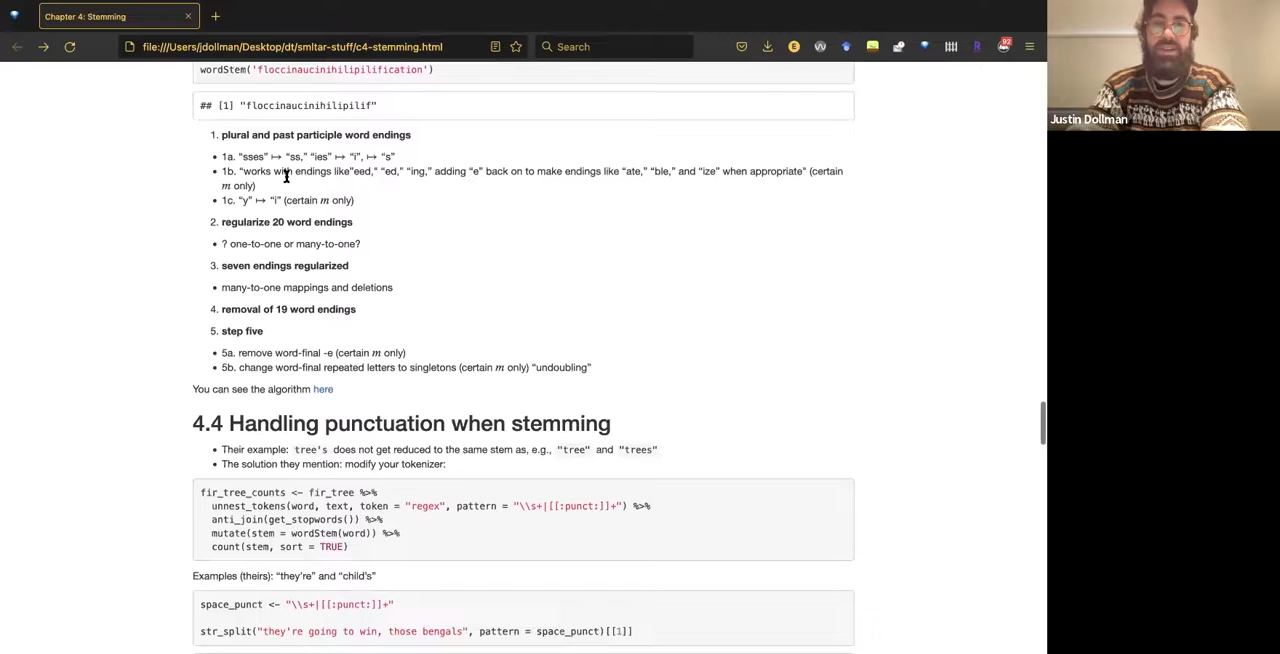 Chapter 4: Stemming
file:///Users/jdollman/Desktop/dt/smltar-stuff/c4-stemming.html
Search
E
R
92
Justin Dollman
wordStem('floccinaucinihilipilification')
## [1] "floccinaucinihilipilif"
1. plural and past participle word endings
• 1a. “sses” ↦ “ss,” “ies” ↦ “i”, ↦ “s”
• 1b. “works with endings like”eed,“ “ed,” “ing,” adding “e” back on to make endings like “ate,” “ble,” and “ize” when appropriate” (certain
m only)
• 1c. “y” ↦ “i” (certain m only)
2. regularize 20 word endings
• ? one-to-one or many-to-one?
3. seven endings regularized
• many-to-one mappings and deletions
4. removal of 19 word endings
5. step five
• 5a. remove word-final -e (certain m only)
• 5b. change word-final repeated letters to singletons (certain m only) “undoubling”
You can see the algorithm here
4.4 Handling punctuation when stemming
• Their example: tree's does not get reduced to the same stem as, e.g., "tree" and "trees"
• The solution they mention: modify your tokenizer:
fir_tree_counts <- fir_tree %>%
unnest_tokens(word, text, token = "regex", pattern = "\\s+|[[:punct:]]+") %>%
anti_join(get_stopwords()) %>%
mutate(stem = wordStem(word)) %>%
count(stem, sort = TRUE)
Examples (theirs): “they’re” and “child’s”
space_punct <- "\\s+|[[:punct:]]+"
str_split("they're going to win, those bengals", pattern = space_punct)[[1]]